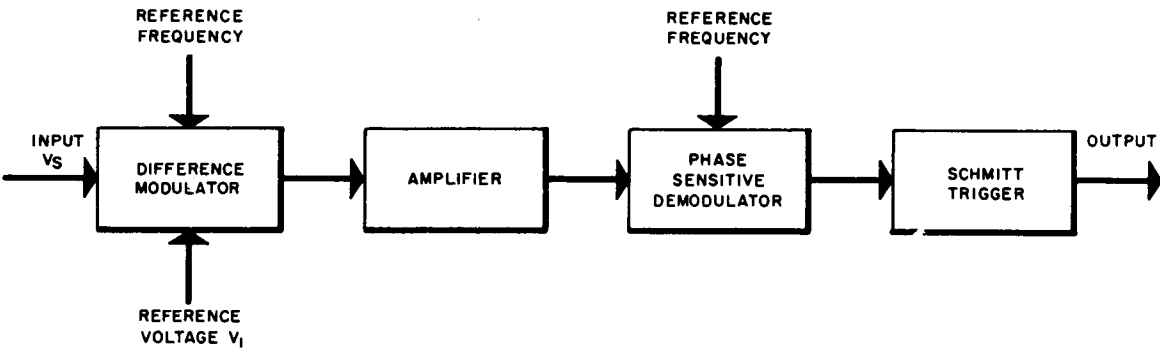 REFERENCE
FREQUENCY
REFERENCE
FREQUENCY
INPUT
VS
DIFFERENCE
MODULATOR
AMPLIFIER
PHASE
SENSITIVE
DEMODULATOR
SCHMITT
TRIGGER
OUTPUT
REFERENCE
VOLTAGE V1